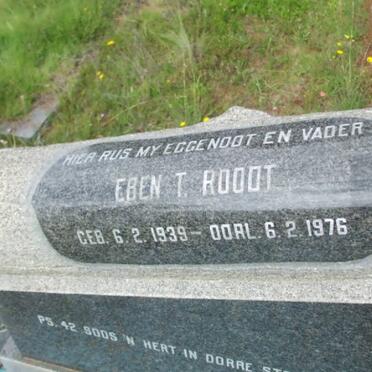 HIER RUS MY EGGENOOT EN VADER
EBEN T. ROODT
GEB. 6. 2. 1939 – OORL. 6. 2. 1976
PS. 42 SOOS 'N HERT IN DORRE